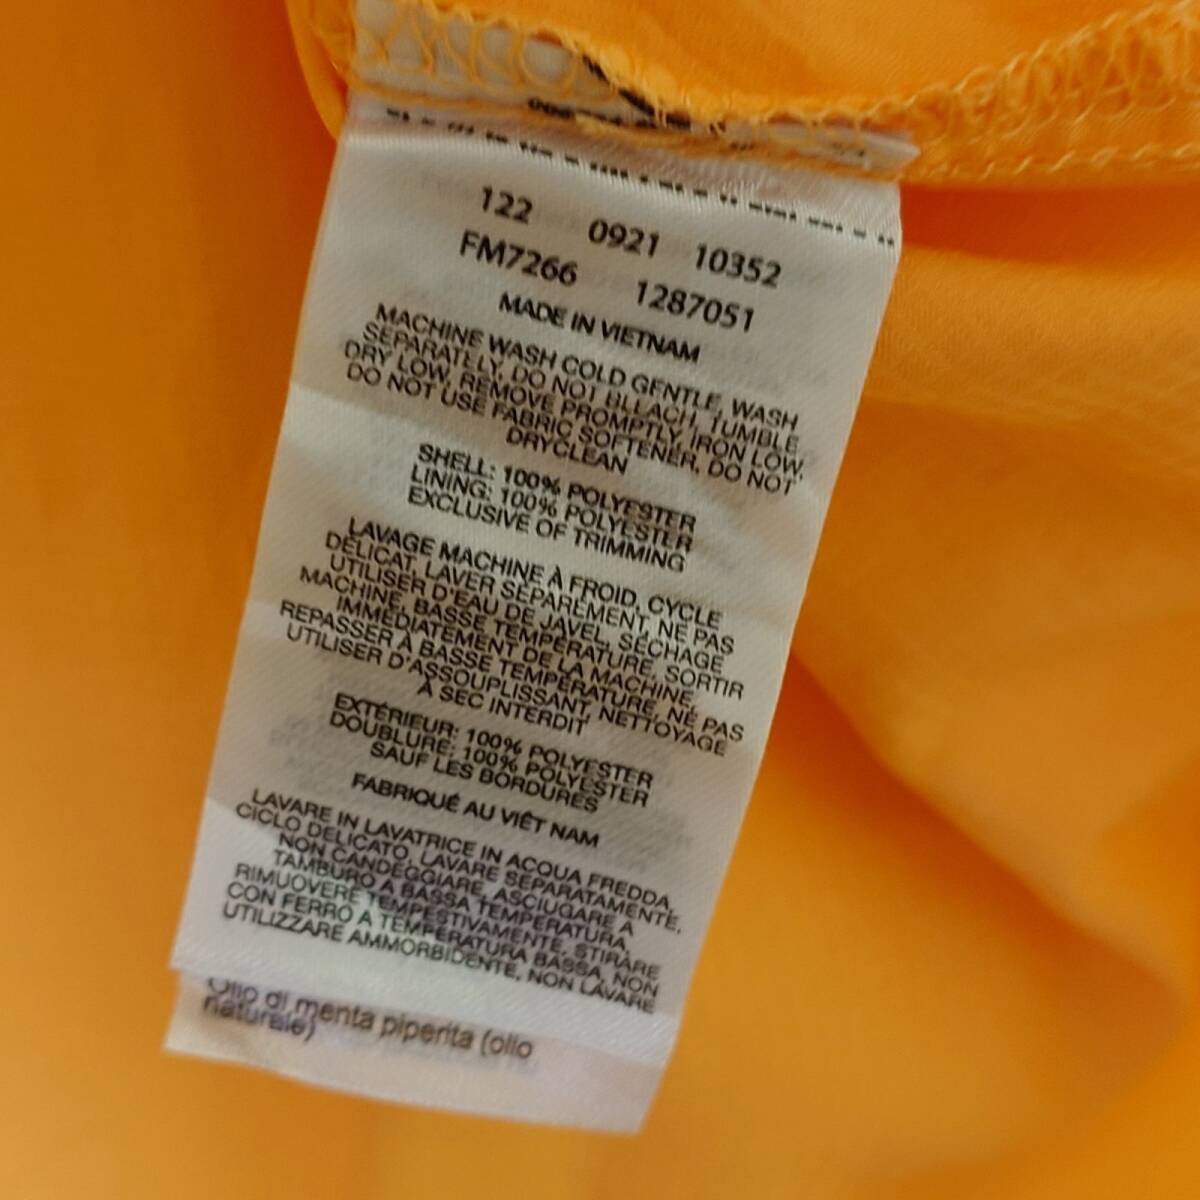 122 0921 10352
FM7266 1287051
MADE IN VIETNAM
MACHINE WASH COLD GENTLE, WASH
SEPARATELY, DO NOT BLEACH, TUMBLE
DRY LOW, REMOVE PROMPTLY, IRON LOW,
DO NOT USE FABRIC SOFTENER, DO NOT
DRYCLEAN
SHELL: 100% POLYESTER
LINING: 100% POLYESTER
EXCLUSIVE OF TRIMMING
LAVAGE MACHINE À FROID, CYCLE
DÉLICAT, LAVER SÉPARÉMENT, NE PAS
UTILISER D'EAU DE JAVEL, SÉCHAGE
MACHINE, BASSE TEMPÉRATURE, SORTIR
IMMÉDIATEMENT DE LA MACHINE,
REPASSER À BASSE TEMPÉRATURE, NE PAS
UTILISER D'ASSOUPLISSANT, NETTOYAGE
À SEC INTERDIT
EXTÉRIEUR: 100% POLYESTER
DOUBLURE: 100% POLYESTER
SAUF LES BORDURES
FABRIQUÉ AU VIÊT NAM
LAVARE IN LAVATRICE IN ACQUA FREDDA,
CICLO DELICATO, LAVARE SEPARATAMENTE,
NON CANDEGGIARE, ASCIUGARE A
TAMBURO A BASSA TEMPERATURA,
RIMUOVERE TEMPESTIVAMENTE, STIRARE
CON FERRO A TEMPERATURA BASSA, NON
UTILIZZARE AMMORBIDENTE, NON LAVARE
Olio di menta piperita (olio
naturale)